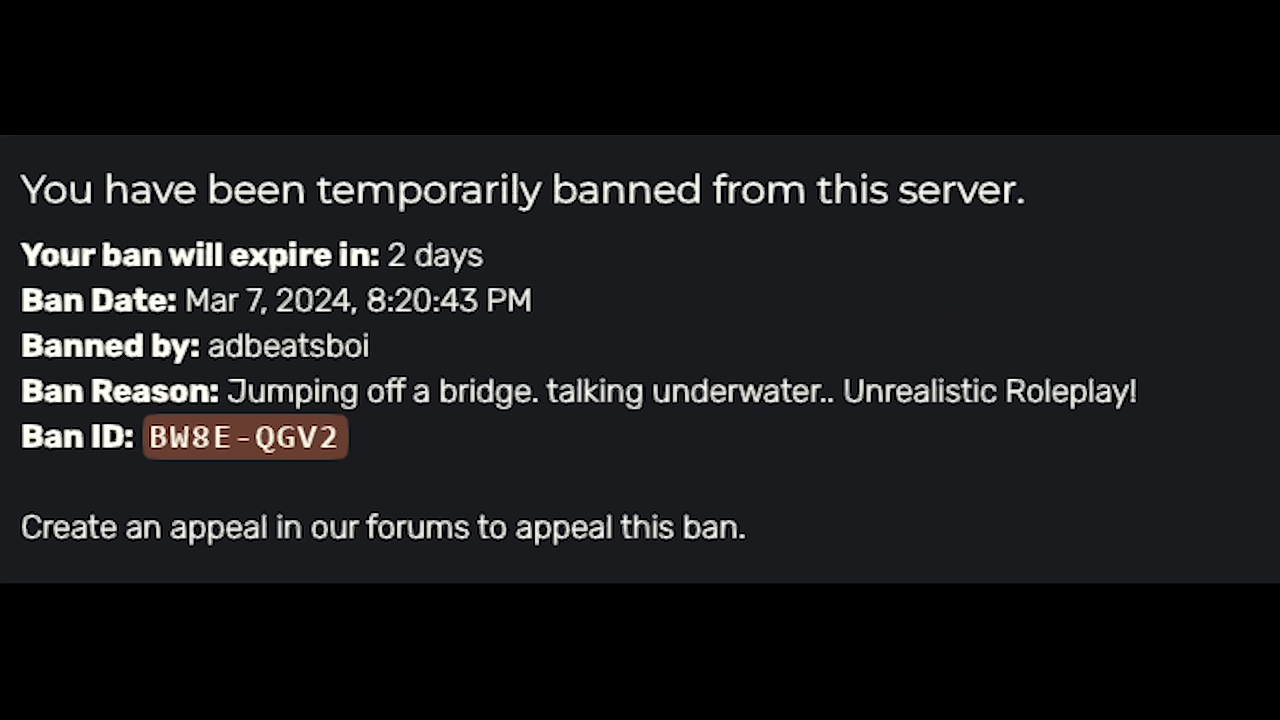 You have been temporarily banned from this server.
Your ban will expire in: 2 days
Ban Date: Mar 7, 2024, 8:20:43 PM
Banned by: adbeatsboi
Ban Reason: Jumping off a bridge. talking underwater.. Unrealistic Roleplay!
Ban ID: BW8E-QGV2
Create an appeal in our forums to appeal this ban.